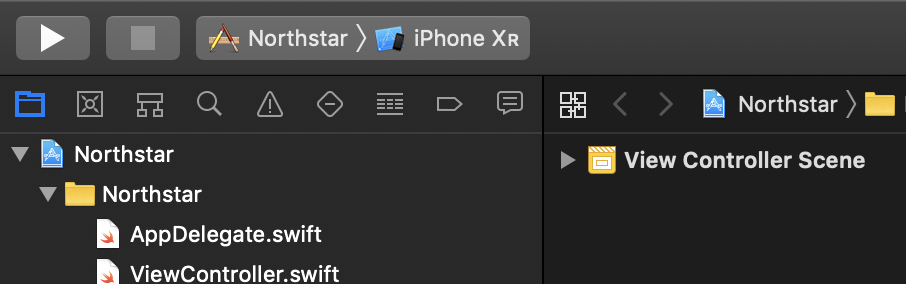 Northstar iPhone Xʀ
Northstar
Northstar
View Controller Scene
Northstar
AppDelegate.swift
ViewController.swift